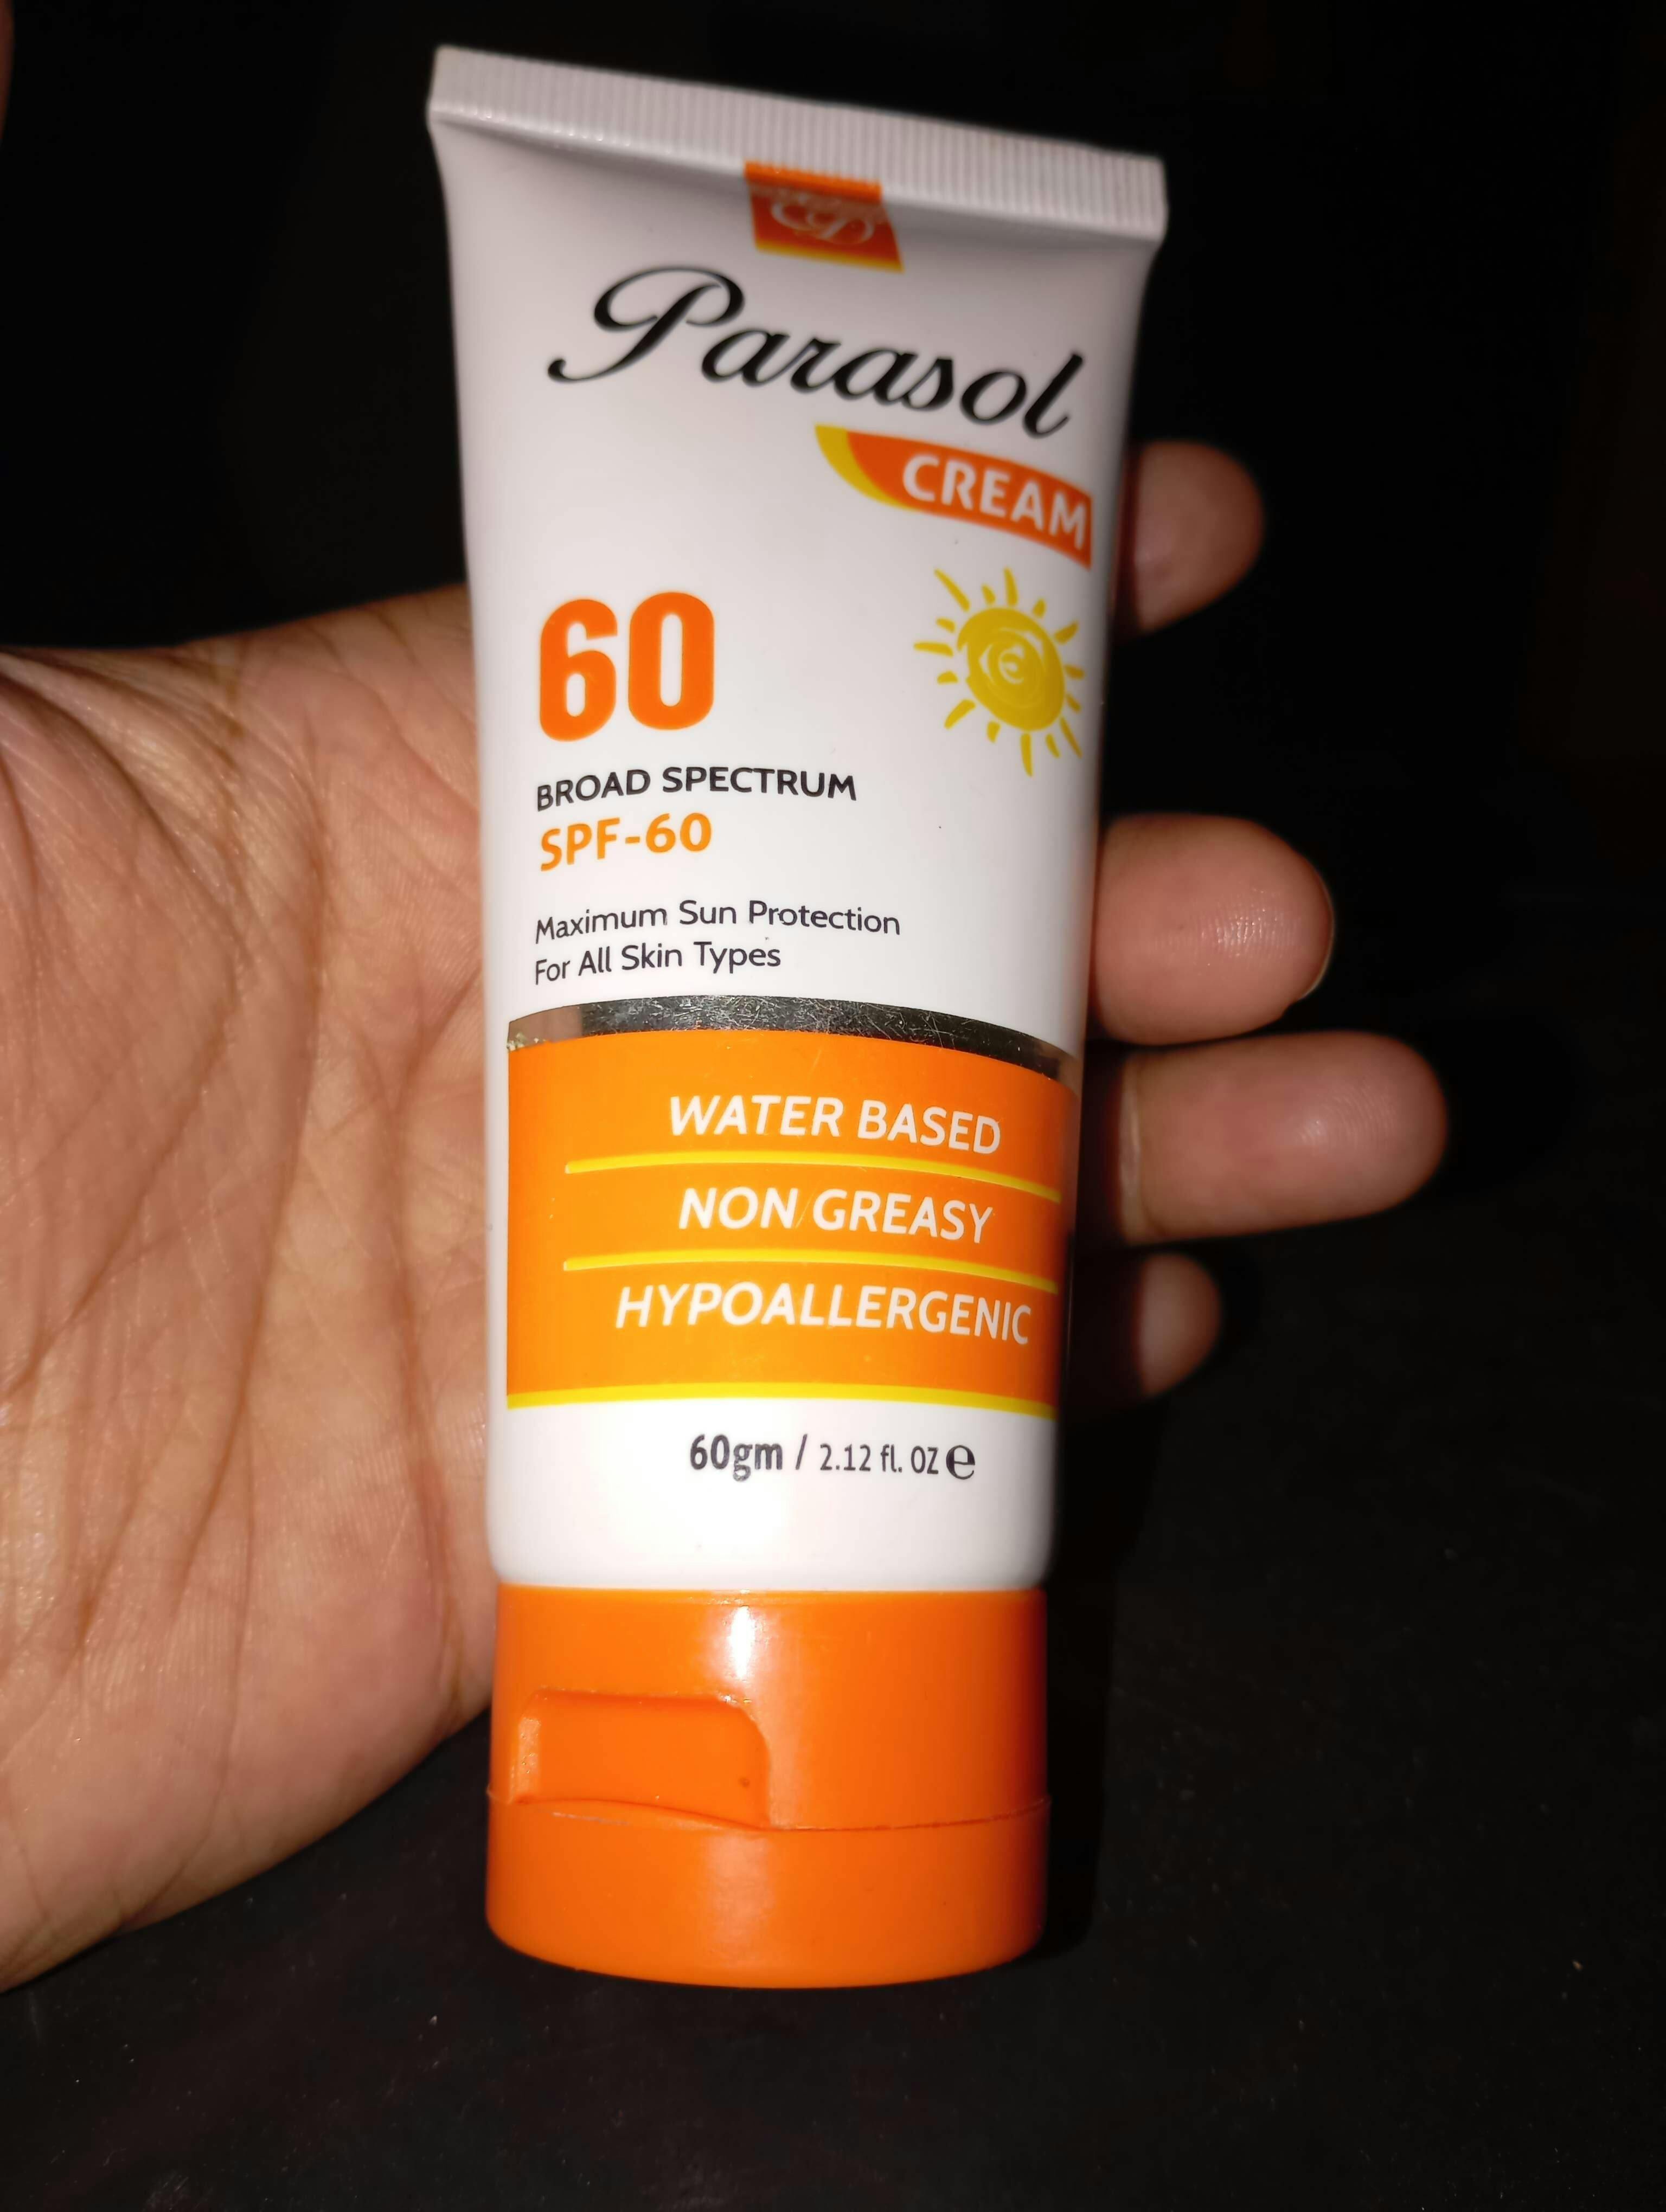 Parasol
CREAM
60
BROAD SPECTRUM
SPF-60
Maximum Sun Protection
For All Skin Types
WATER BASED
NON GREASY
HYPOALLERGENIC
60gm / 2.12 fl. OZ e